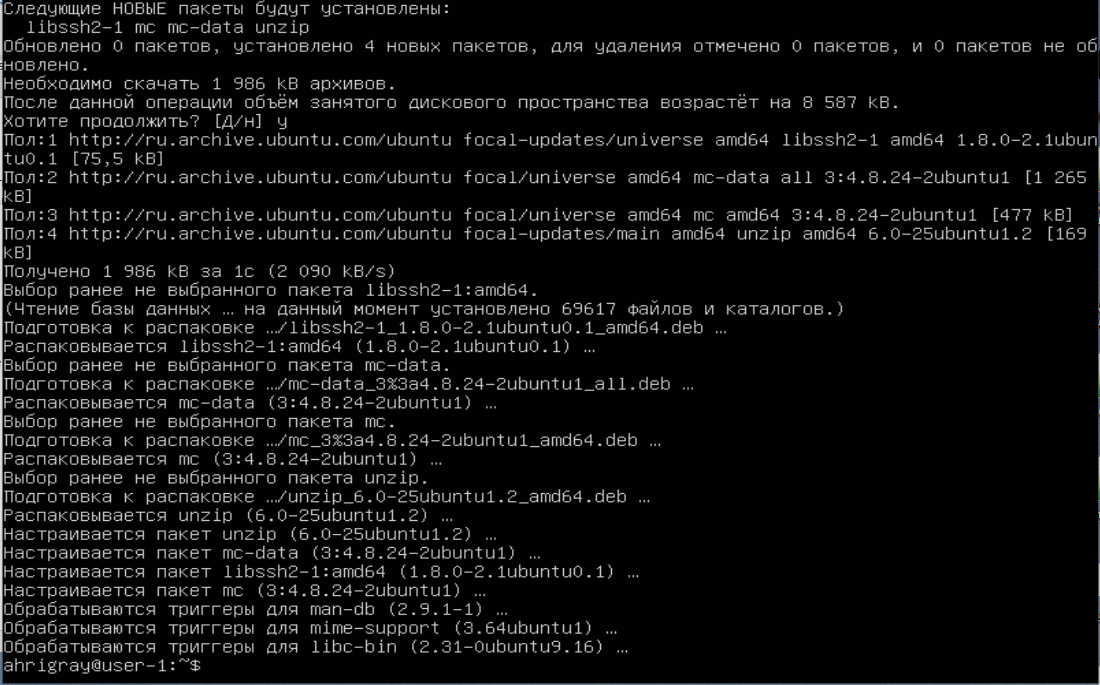 Следующие НОВЫЕ пакеты будут установлены:
  libssh2-1 mc mc-data unzip
Обновлено 0 пакетов, установлено 4 новых пакетов, для удаления отмечено 0 пакетов, и 0 пакетов не об
новлено.
Необходимо скачать 1 986 kB архивов.
После данной операции объём занятого дискового пространства возрастёт на 8 587 kB.
Хотите продолжить? [Д/н] y
Пол:1 http://ru.archive.ubuntu.com/ubuntu focal-updates/universe amd64 libssh2-1 amd64 1.8.0-2.1ubun
tu0.1 [75,5 kB]
Пол:2 http://ru.archive.ubuntu.com/ubuntu focal/universe amd64 mc-data all 3:4.8.24-2ubuntu1 [1 265
kB]
Пол:3 http://ru.archive.ubuntu.com/ubuntu focal/universe amd64 mc amd64 3:4.8.24-2ubuntu1 [477 kB]
Пол:4 http://ru.archive.ubuntu.com/ubuntu focal-updates/main amd64 unzip amd64 6.0-25ubuntu1.2 [169
kB]
Получено 1 986 kB за 1с (2 090 kB/s)
Выбор ранее не выбранного пакета libssh2-1:amd64.
(Чтение базы данных … на данный момент установлено 69617 файлов и каталогов.)
Подготовка к распаковке …/libssh2-1_1.8.0-2.1ubuntu0.1_amd64.deb …
Распаковывается libssh2-1:amd64 (1.8.0-2.1ubuntu0.1) …
Выбор ранее не выбранного пакета mc-data.
Подготовка к распаковке …/mc-data_3%3a4.8.24-2ubuntu1_all.deb …
Распаковывается mc-data (3:4.8.24-2ubuntu1) …
Выбор ранее не выбранного пакета mc.
Подготовка к распаковке …/mc_3%3a4.8.24-2ubuntu1_amd64.deb …
Распаковывается mc (3:4.8.24-2ubuntu1) …
Выбор ранее не выбранного пакета unzip.
Подготовка к распаковке …/unzip_6.0-25ubuntu1.2_amd64.deb …
Распаковывается unzip (6.0-25ubuntu1.2) …
Настраивается пакет unzip (6.0-25ubuntu1.2) …
Настраивается пакет mc-data (3:4.8.24-2ubuntu1) …
Настраивается пакет libssh2-1:amd64 (1.8.0-2.1ubuntu0.1) …
Настраивается пакет mc (3:4.8.24-2ubuntu1) …
Обрабатываются триггеры для man-db (2.9.1-1) …
Обрабатываются триггеры для mime-support (3.64ubuntu1) …
Обрабатываются триггеры для libc-bin (2.31-0ubuntu9.16) …
ahrigray@user-1:~$